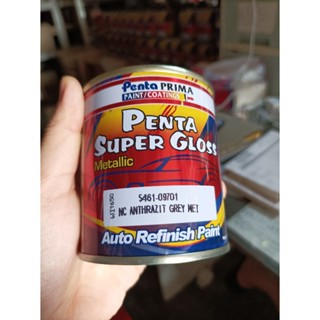 Penta PRIMA
PAINT/COATINGS
PENTA
SUPER GLOSS
Metallic
5461-09701
NC ANTHRAZIT GREY MET
Auto Refinish Paint